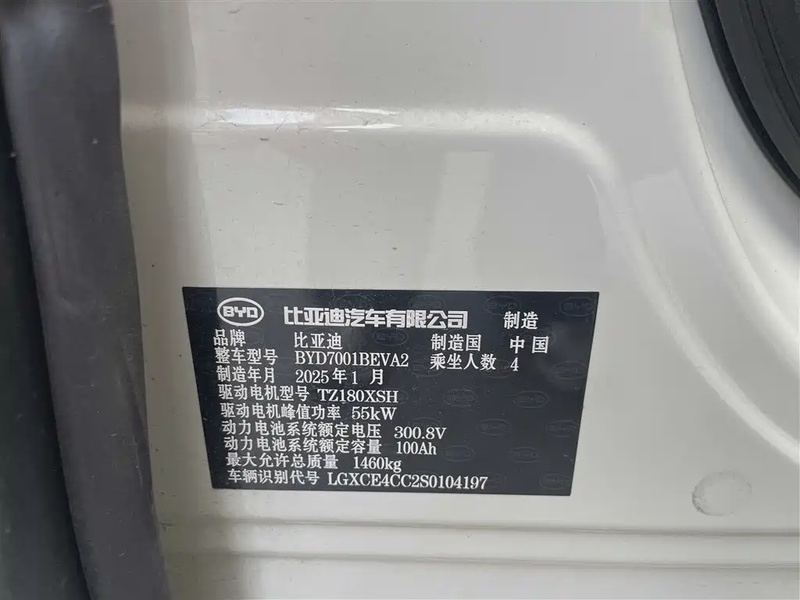 BYD 比亚迪汽车有限公司 制造
品牌 比亚迪 制造国 中国
整车型号 BYD7001BEVA2 乘坐人数 4
制造年月 2025年1月
驱动电机型号 TZ180XSH
驱动电机峰值功率 55kW
动力电池系统额定电压 300.8V
动力电池系统额定容量 100Ah
最大允许总质量 1460kg
车辆识别代号 LGXCE4CC2S0104197